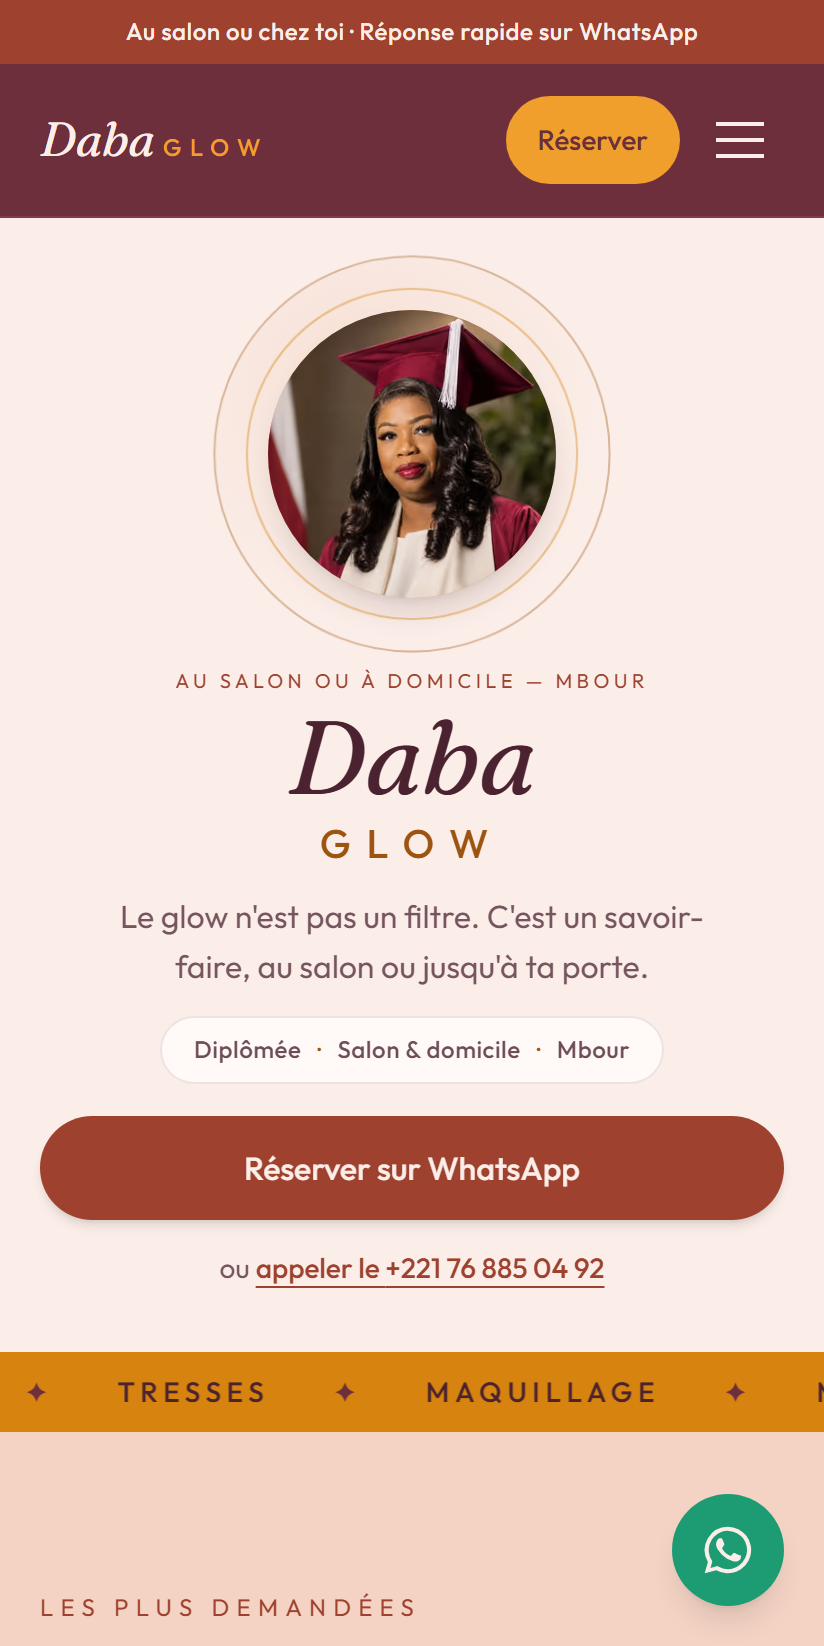 Au salon ou chez toi · Réponse rapide sur WhatsApp
Daba GLOW
Réserver
AU SALON OU À DOMICILE — MBOUR
Daba
GLOW
Le glow n'est pas un filtre. C'est un savoir-
faire, au salon ou jusqu'à ta porte.
Diplômée · Salon & domicile · Mbour
Réserver sur WhatsApp
ou appeler le +221 76 885 04 92
✦ TRESSES ✦ MAQUILLAGE ✦
LES PLUS DEMANDÉES